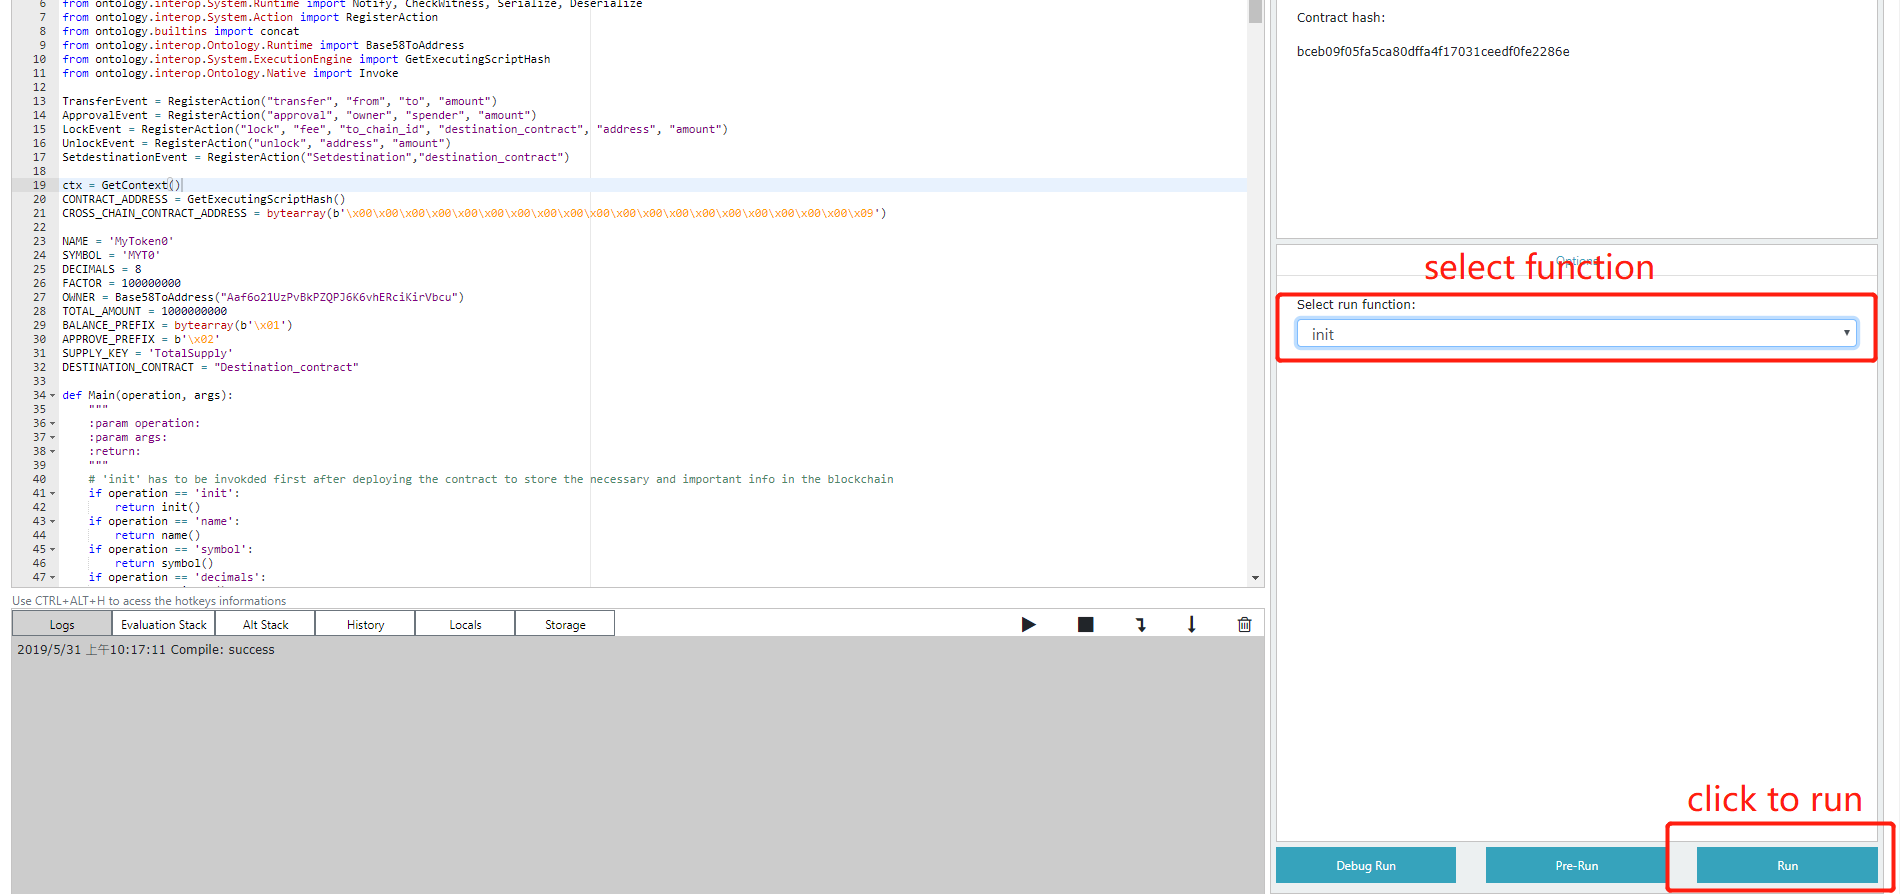 6 from ontology.interop.System.Runtime import Notify, CheckWitness, Serialize, Deserialize
7 from ontology.interop.System.Action import RegisterAction
8 from ontology.builtins import concat
9 from ontology.interop.Ontology.Runtime import Base58ToAddress
10 from ontology.interop.System.ExecutionEngine import GetExecutingScriptHash
11 from ontology.interop.Ontology.Native import Invoke
12
13 TransferEvent = RegisterAction("transfer", "from", "to", "amount")
14 ApprovalEvent = RegisterAction("approval", "owner", "spender", "amount")
15 LockEvent = RegisterAction("lock", "fee", "to_chain_id", "destination_contract", "address", "amount")
16 UnlockEvent = RegisterAction("unlock", "address", "amount")
17 SetdestinationEvent = RegisterAction("Setdestination","destination_contract")
18
19 ctx = GetContext()
20 CONTRACT_ADDRESS = GetExecutingScriptHash()
21 CROSS_CHAIN_CONTRACT_ADDRESS = bytearray(b'\x00\x00\x00\x00\x00\x00\x00\x00\x00\x00\x00\x00\x00\x00\x00\x00\x00\x00\x00\x09')
22
23 NAME = 'MyToken0'
24 SYMBOL = 'MYT0'
25 DECIMALS = 8
26 FACTOR = 100000000
27 OWNER = Base58ToAddress("Aaf6o21UzPvBkPZQPJ6K6vhERciKirVbcu")
28 TOTAL_AMOUNT = 1000000000
29 BALANCE_PREFIX = bytearray(b'\x01')
30 APPROVE_PREFIX = b'\x02'
31 SUPPLY_KEY = 'TotalSupply'
32 DESTINATION_CONTRACT = "Destination_contract"
33
34 def Main(operation, args):
35 """
36 :param operation:
37 :param args:
38 :return:
39 """
40 # 'init' has to be invokded first after deploying the contract to store the necessary and important info in the blockchain
41 if operation == 'init':
42 return init()
43 if operation == 'name':
44 return name()
45 if operation == 'symbol':
46 return symbol()
47 if operation == 'decimals':
Use CTRL+ALT+H to acess the hotkeys informations
Logs Evaluation Stack Alt Stack History Locals Storage
2019/5/31 上午10:17:11 Compile: success
Contract hash:
bceb09f05fa5ca80dffa4f17031ceedf0fe2286e
Options
select function
Select run function:
init
click to run
Debug Run Pre-Run Run